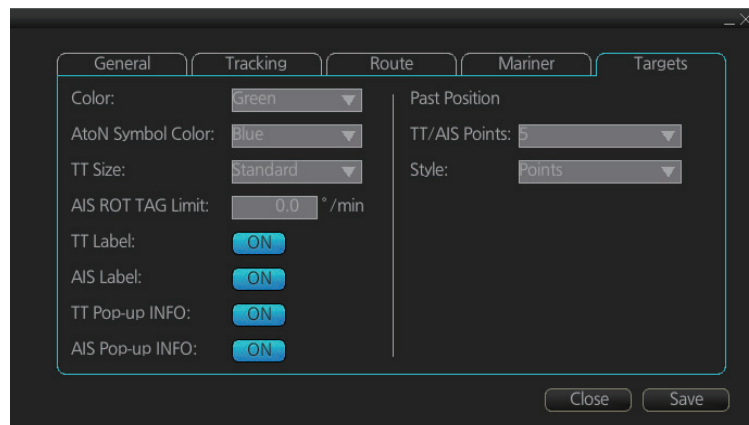 General Tracking Route Mariner Targets
Color: Green
AtoN Symbol Color: Blue
TT Size: Standard
AIS ROT TAG Limit: 0.0 °/min
TT Label: ON
AIS Label: ON
TT Pop-up INFO: ON
AIS Pop-up INFO: ON
Past Position
TT/AIS Points: 5
Style: Points
Close Save